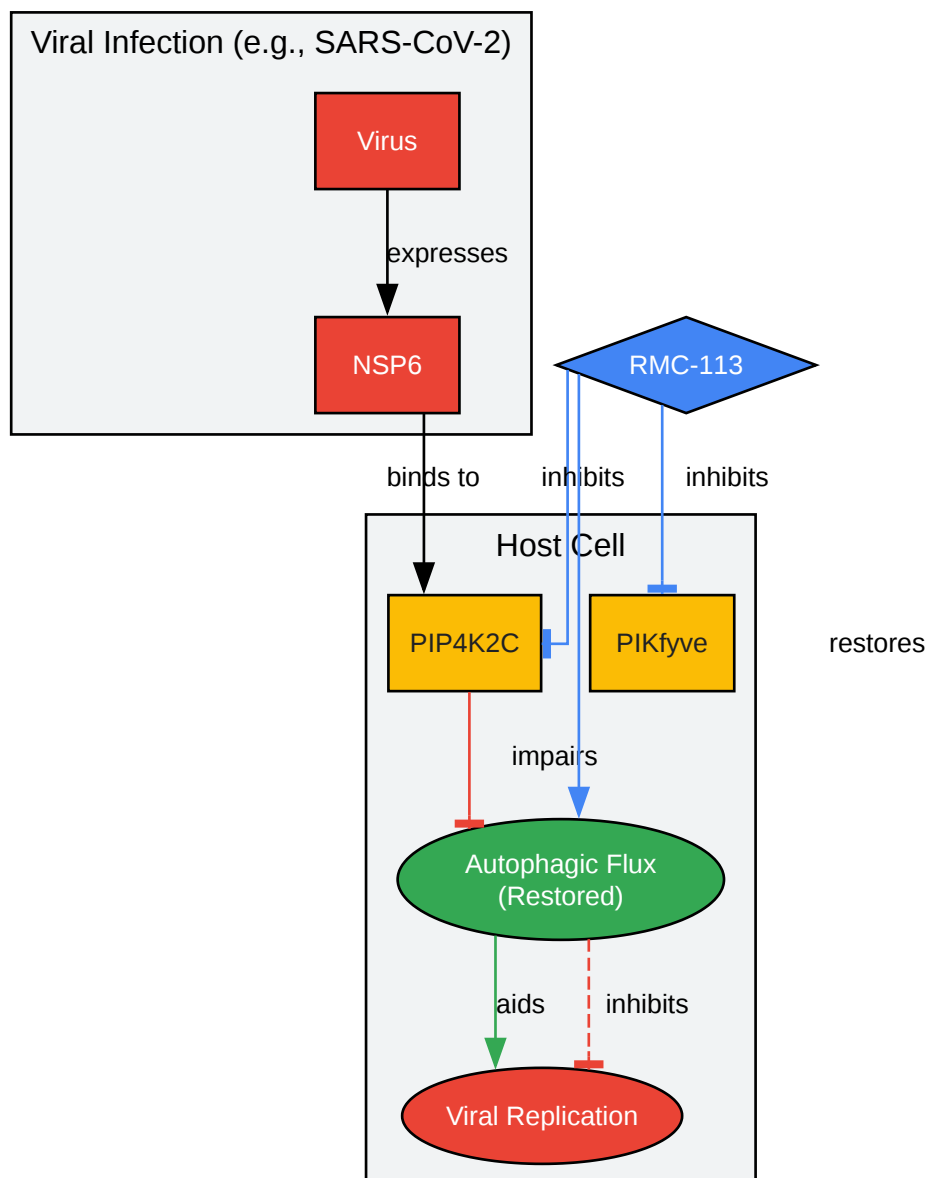 Viral Infection (e.g., SARS-CoV-2)
Virus
expresses
NSP6
RMC-113
binds to
inhibits
inhibits
Host Cell
PIP4K2C
PIKfyve
restores
impairs
Autophagic Flux
(Restored)
aids
inhibits
Viral Replication